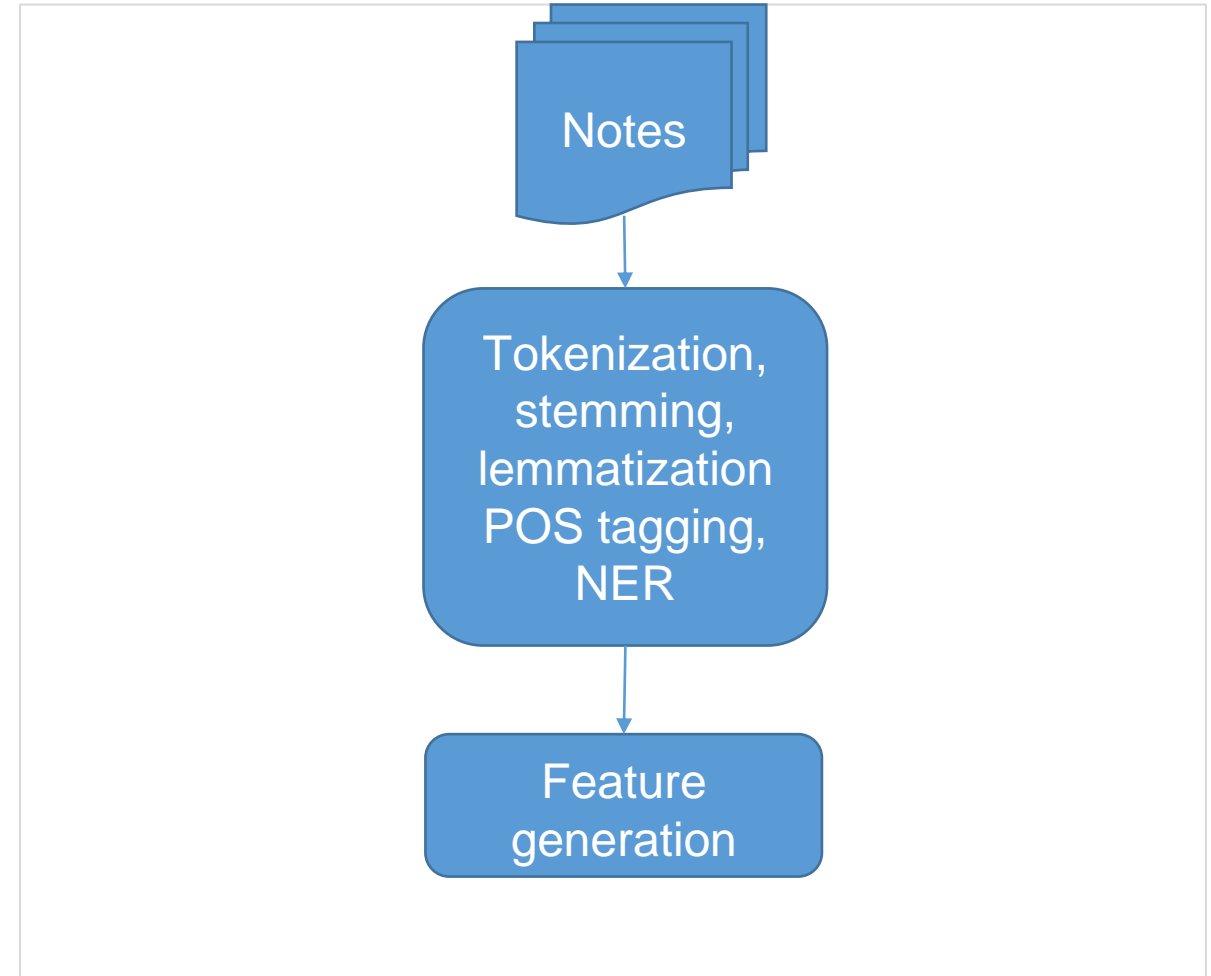 Notes
Tokenization,
stemming,
lemmatization
POS tagging,
NER
Feature
generation